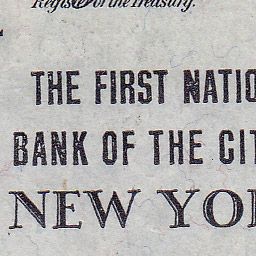 Register of the Treasury.
THE FIRST NATIO
BANK OF THE CIT
NEW YO